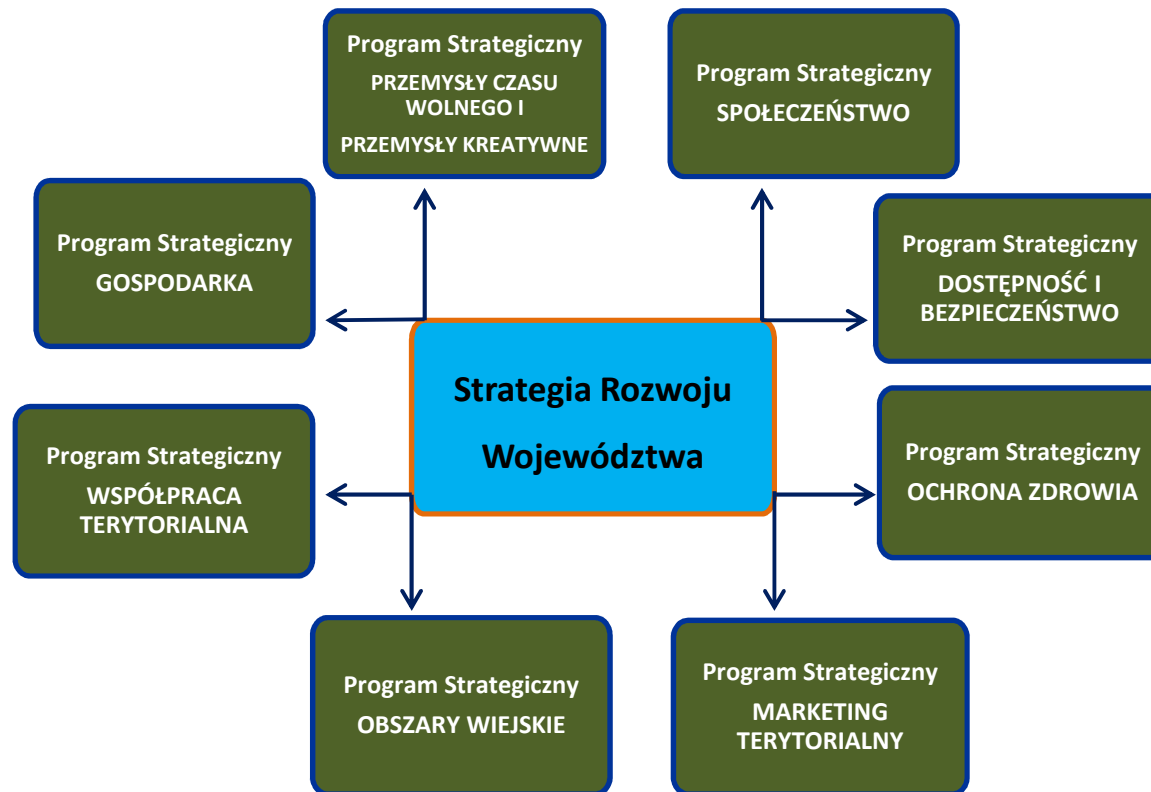 Program Strategiczny
PRZEMYSŁY CZASU
WOLNEGO I
PRZEMYSŁY KREATYWNE
Program Strategiczny
SPOŁECZEŃSTWO
Program Strategiczny
GOSPODARKA
Program Strategiczny
DOSTĘPNOŚĆ I
BEZPIECZEŃSTWO
Strategia Rozwoju
Województwa
Program Strategiczny
WSPÓŁPRACA
TERYTORIALNA
Program Strategiczny
OCHRONA ZDROWIA
Program Strategiczny
OBSZARY WIEJSKIE
Program Strategiczny
MARKETING
TERYTORIALNY